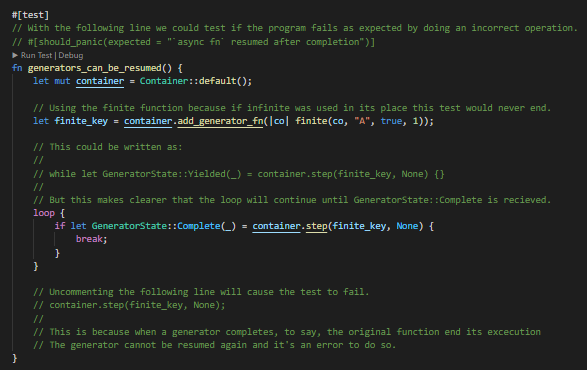 #[test]
// With the following line we could test if the program fails as expected by doing an incorrect operation.
// #[should_panic(expected = "`async fn` resumed after completion")]
▶ Run Test | Debug
fn generators_can_be_resumed() {
    let mut container = Container::default();

    // Using the finite function because if infinite was used in its place this test would never end.
    let finite_key = container.add_generator_fn(|co| finite(co, "A", true, 1));

    // This could be written as:
    //
    // while let GeneratorState::Yielded(_) = container.step(finite_key, None) {}
    //
    // But this makes clearer that the loop will continue until GeneratorState::Complete is recieved.
    loop {
        if let GeneratorState::Complete(_) = container.step(finite_key, None) {
            break;
        }
    }

    // Uncommenting the following line will cause the test to fail.
    // container.step(finite_key, None);
    //
    // This is because when a generator completes, to say, the original function end its excecution
    // The generator cannot be resumed again and it's an error to do so.
}